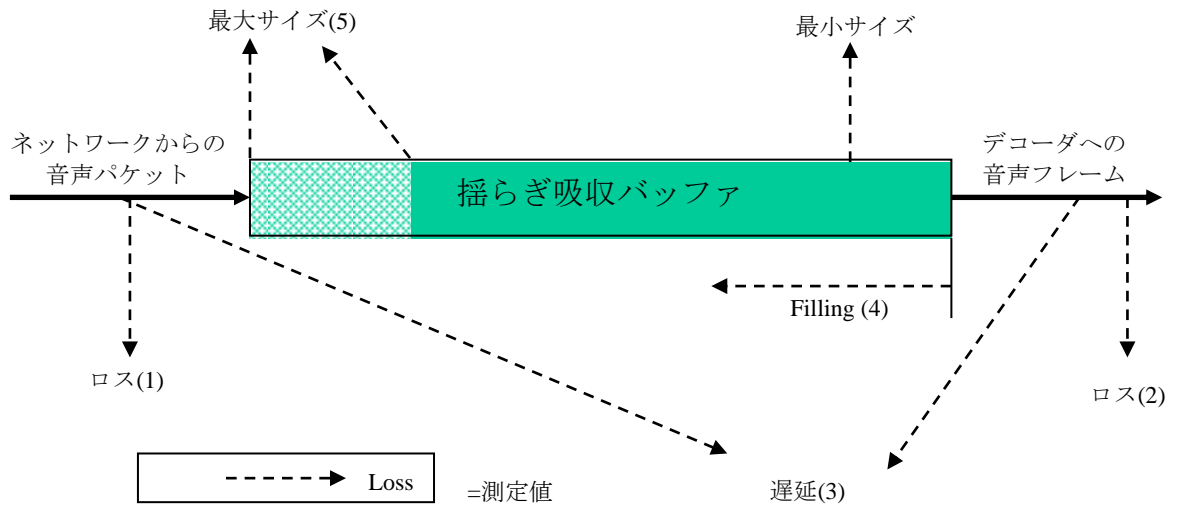 最大サイズ(5)
最小サイズ
ネットワークからの
音声パケット
デコーダへの
音声フレーム
揺らぎ吸収バッファ
Filling (4)
ロス(1)
ロス(2)
Loss
=測定値
遅延(3)